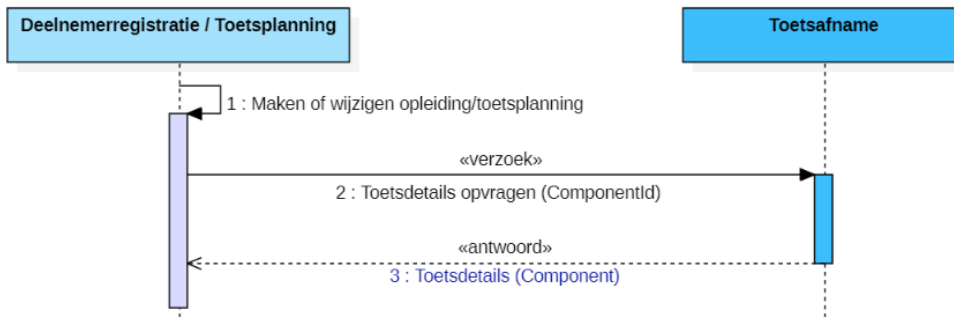 Deelnemerregistratie / Toetsplanning
Toetsafname
1 : Maken of wijzigen opleiding/toetsplanning
«verzoek»
2 : Toetsdetails opvragen (ComponentId)
«antwoord»
3 : Toetsdetails (Component)